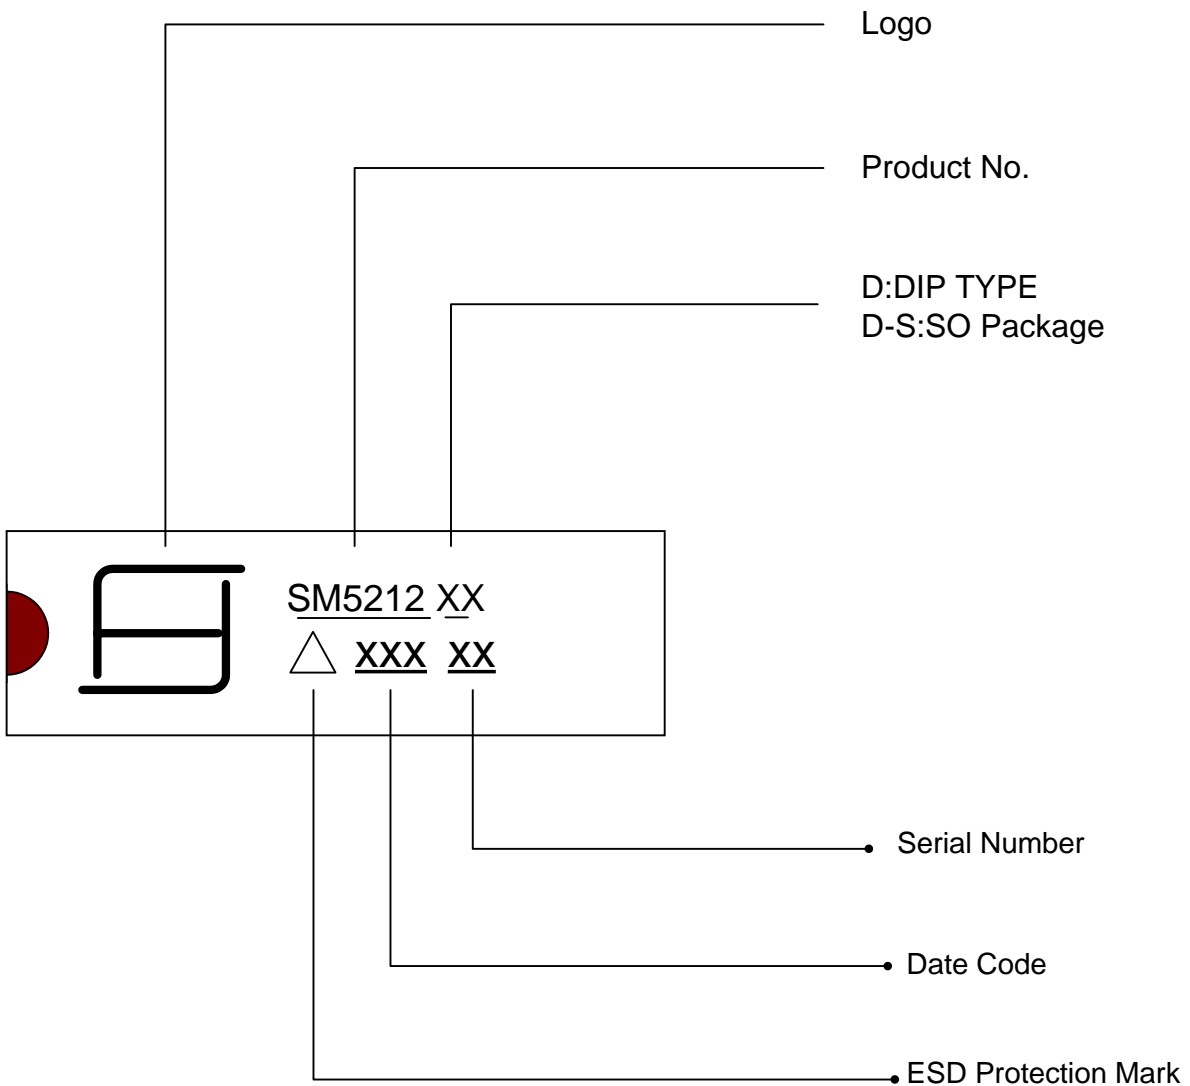 Logo
Product No.
D:DIP TYPE
D-S:SO Package
SM5212 XX
XXX XX
Serial Number
Date Code
ESD Protection Mark